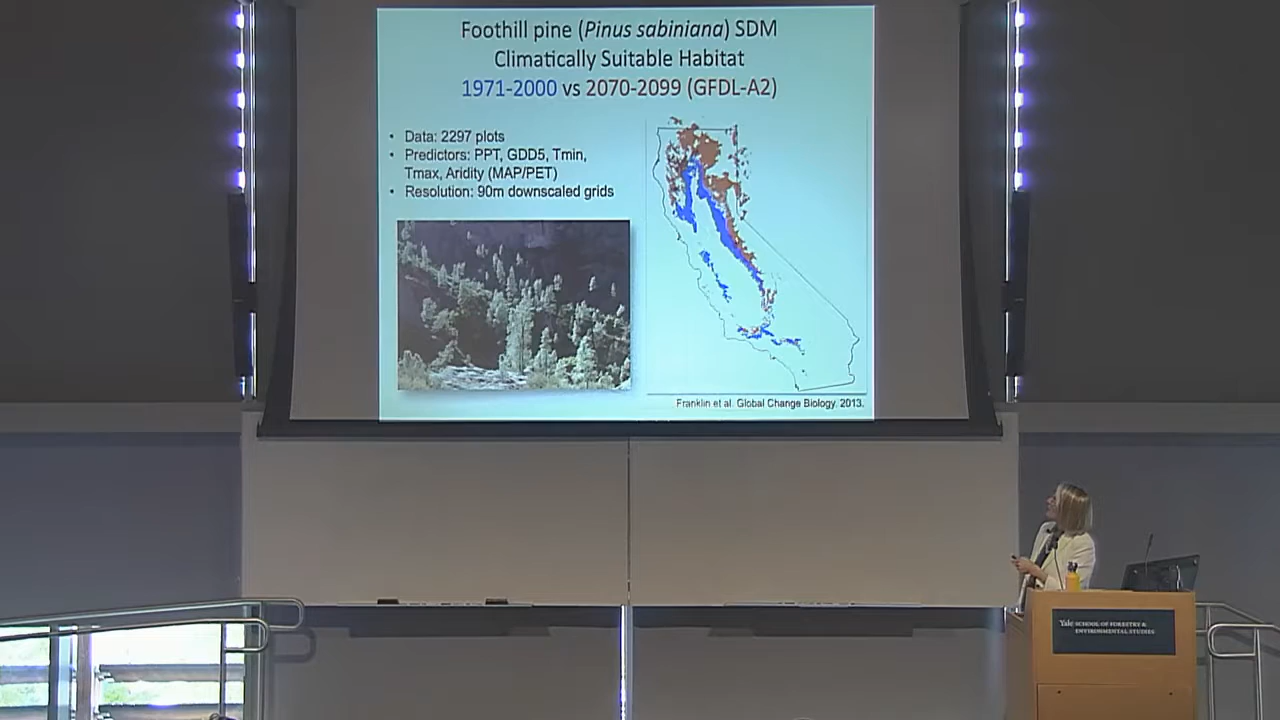 Foothill pine (Pinus sabiniana) SDM
Climatically Suitable Habitat
1971-2000 vs 2070-2099 (GFDL-A2)
• Data: 2297 plots
• Predictors: PPT, GDD5, Tmin,
Tmax, Aridity (MAP/PET)
• Resolution: 90m downscaled grids
Franklin et al. Global Change Biology. 2013.
Yale SCHOOL OF FORESTRY &
ENVIRONMENTAL STUDIES